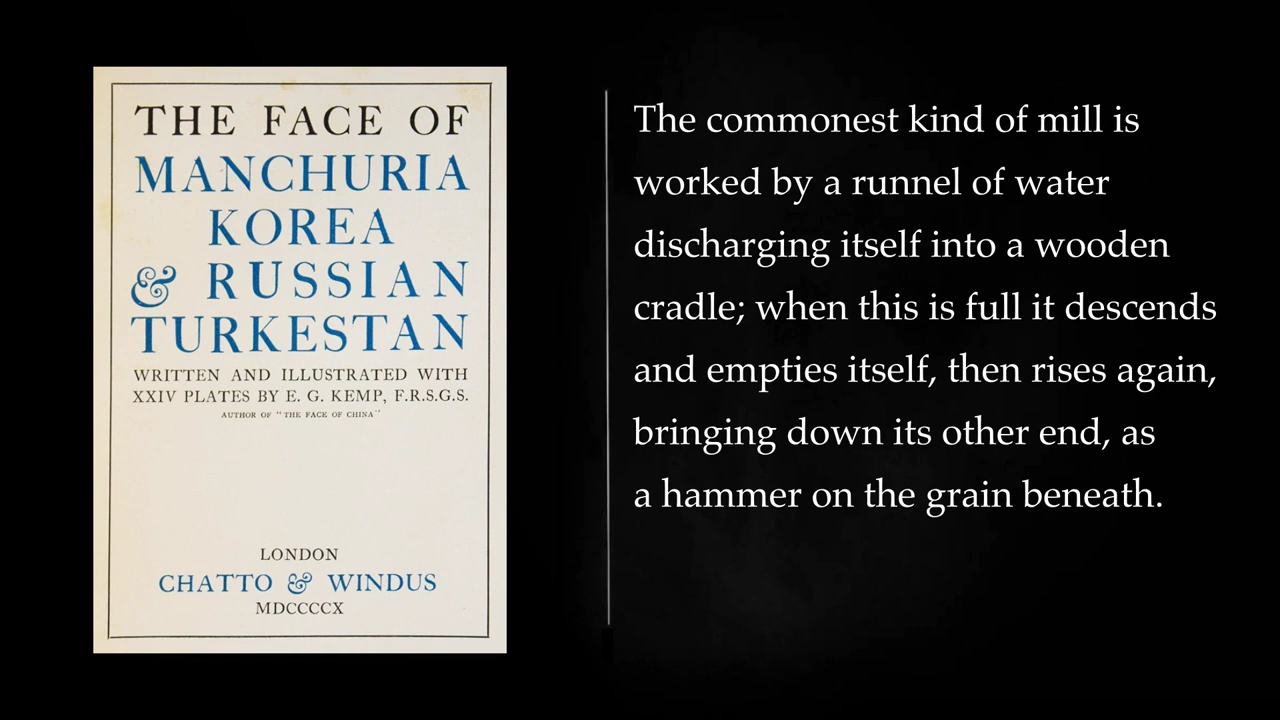 THE FACE OF
MANCHURIA
KOREA
& RUSSIAN
TURKESTAN
WRITTEN AND ILLUSTRATED WITH
XXIV PLATES BY E. G. KEMP, F.R.S.G.S.
AUTHOR OF "THE FACE OF CHINA"
LONDON
CHATTO & WINDUS
MDCCCCX
The commonest kind of mill is
worked by a runnel of water
discharging itself into a wooden
cradle; when this is full it descends
and empties itself, then rises again,
bringing down its other end, as
a hammer on the grain beneath.